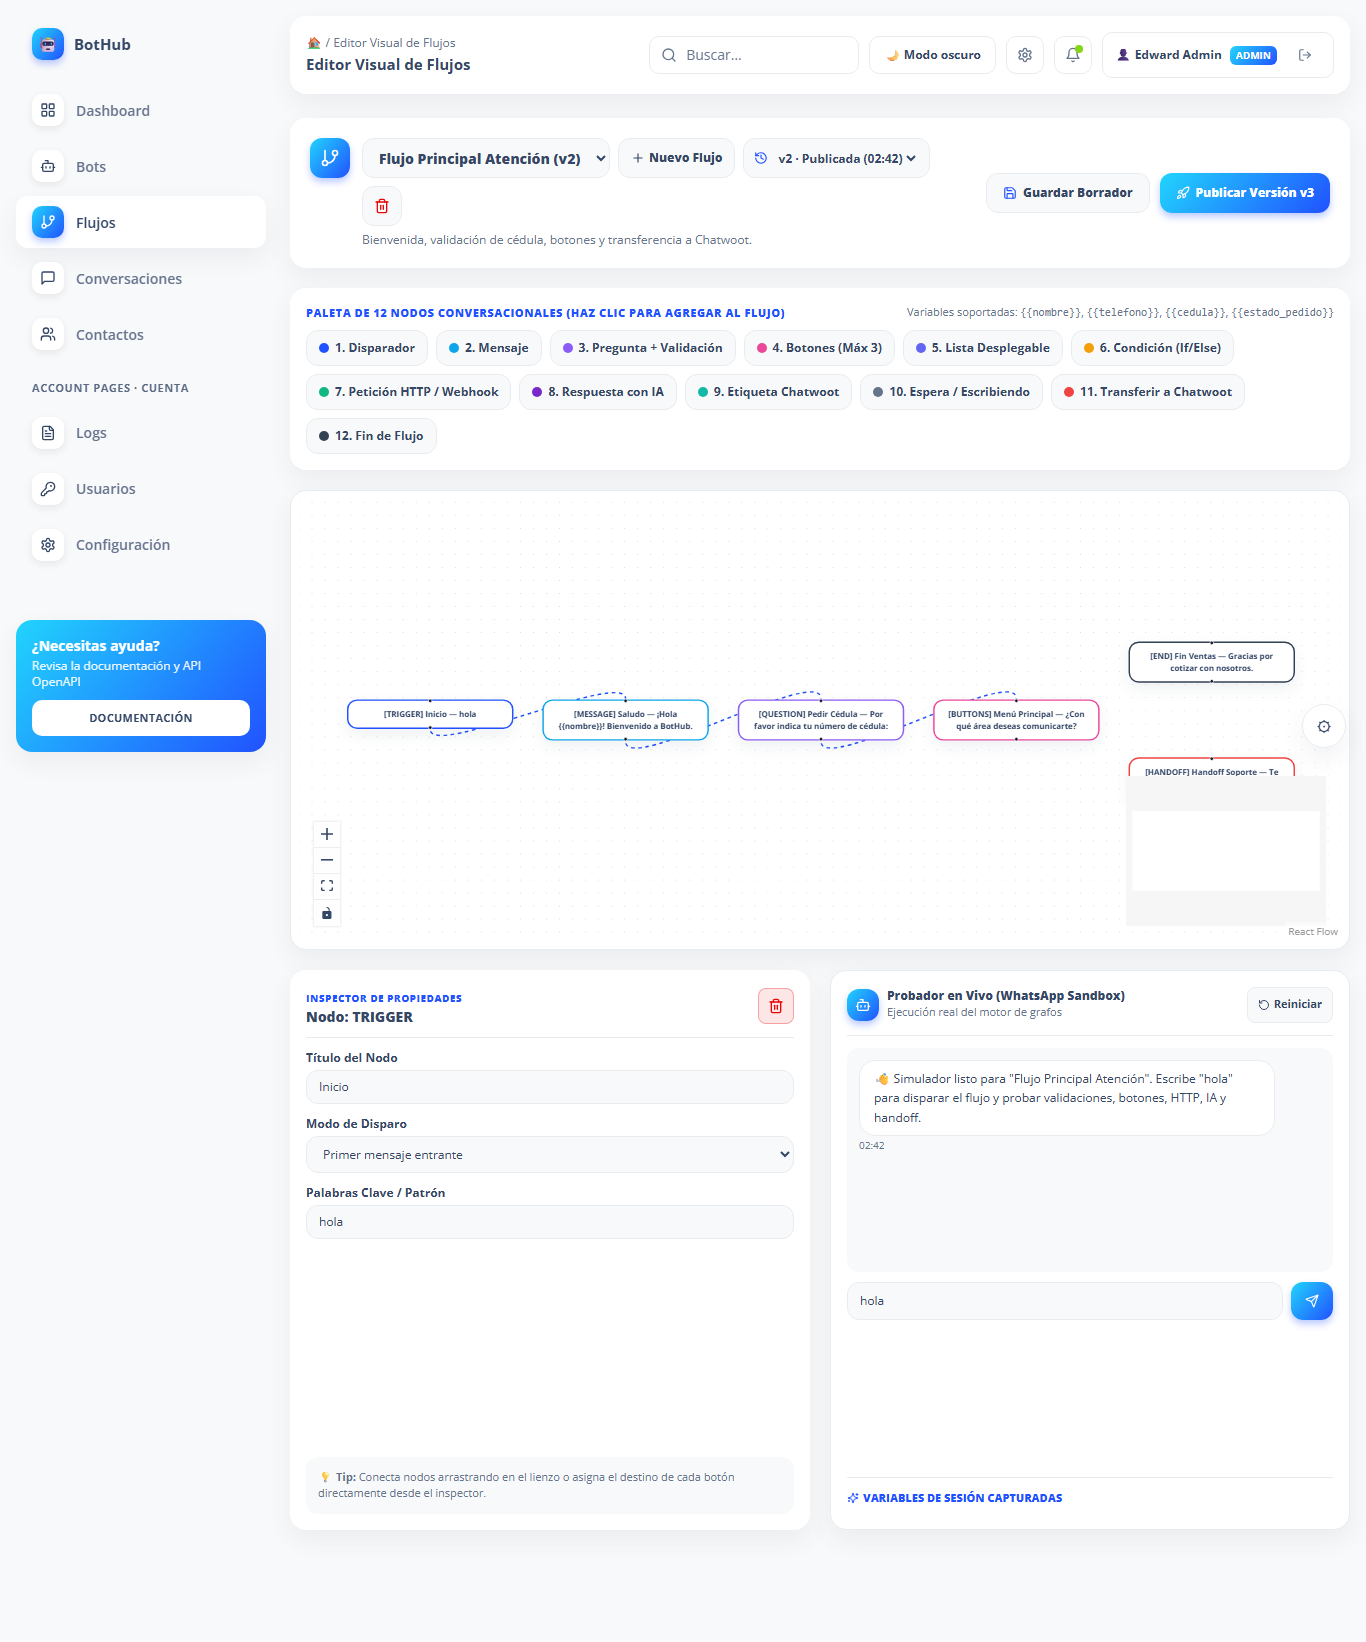 BotHub
Dashboard
Bots
Flujos
Conversaciones
Contactos
ACCOUNT PAGES · CUENTA
Logs
Usuarios
Configuración
¿Necesitas ayuda?
Revisa la documentación y API
OpenAPI
DOCUMENTACIÓN
/ Editor Visual de Flujos
Editor Visual de Flujos
Buscar...
Modo oscuro
Edward Admin ADMIN
Flujo Principal Atención (v2)
Nuevo Flujo
v2 · Publicada (02:42)
Bienvenida, validación de cédula, botones y transferencia a Chatwoot.
Guardar Borrador
Publicar Versión v3
PALETA DE 12 NODOS CONVERSACIONALES (HAZ CLIC PARA AGREGAR AL FLUJO)
Variables soportadas: {{nombre}}, {{telefono}}, {{cedula}}, {{estado_pedido}}
1. Disparador
2. Mensaje
3. Pregunta + Validación
4. Botones (Máx 3)
5. Lista Desplegable
6. Condición (If/Else)
7. Petición HTTP / Webhook
8. Respuesta con IA
9. Etiqueta Chatwoot
10. Espera / Escribiendo
11. Transferir a Chatwoot
12. Fin de Flujo
[TRIGGER] Inicio — hola
[MESSAGE] Saludo — ¡Hola
{{nombre}}! Bienvenido a BotHub.
[QUESTION] Pedir Cédula — Por
favor indica tu número de cédula:
[BUTTONS] Menú Principal — ¿Con
qué área deseas comunicarte?
[END] Fin Ventas — Gracias por
cotizar con nosotros.
[HANDOFF] Handoff Soporte — Te
React Flow
INSPECTOR DE PROPIEDADES
Nodo: TRIGGER
Título del Nodo
Inicio
Modo de Disparo
Primer mensaje entrante
Palabras Clave / Patrón
hola
Tip: Conecta nodos arrastrando en el lienzo o asigna el destino de cada botón
directamente desde el inspector.
Probador en Vivo (WhatsApp Sandbox)
Ejecución real del motor de grafos
Reiniciar
Simulador listo para "Flujo Principal Atención". Escribe "hola"
para disparar el flujo y probar validaciones, botones, HTTP, IA y
handoff.
02:42
hola
VARIABLES DE SESIÓN CAPTURADAS